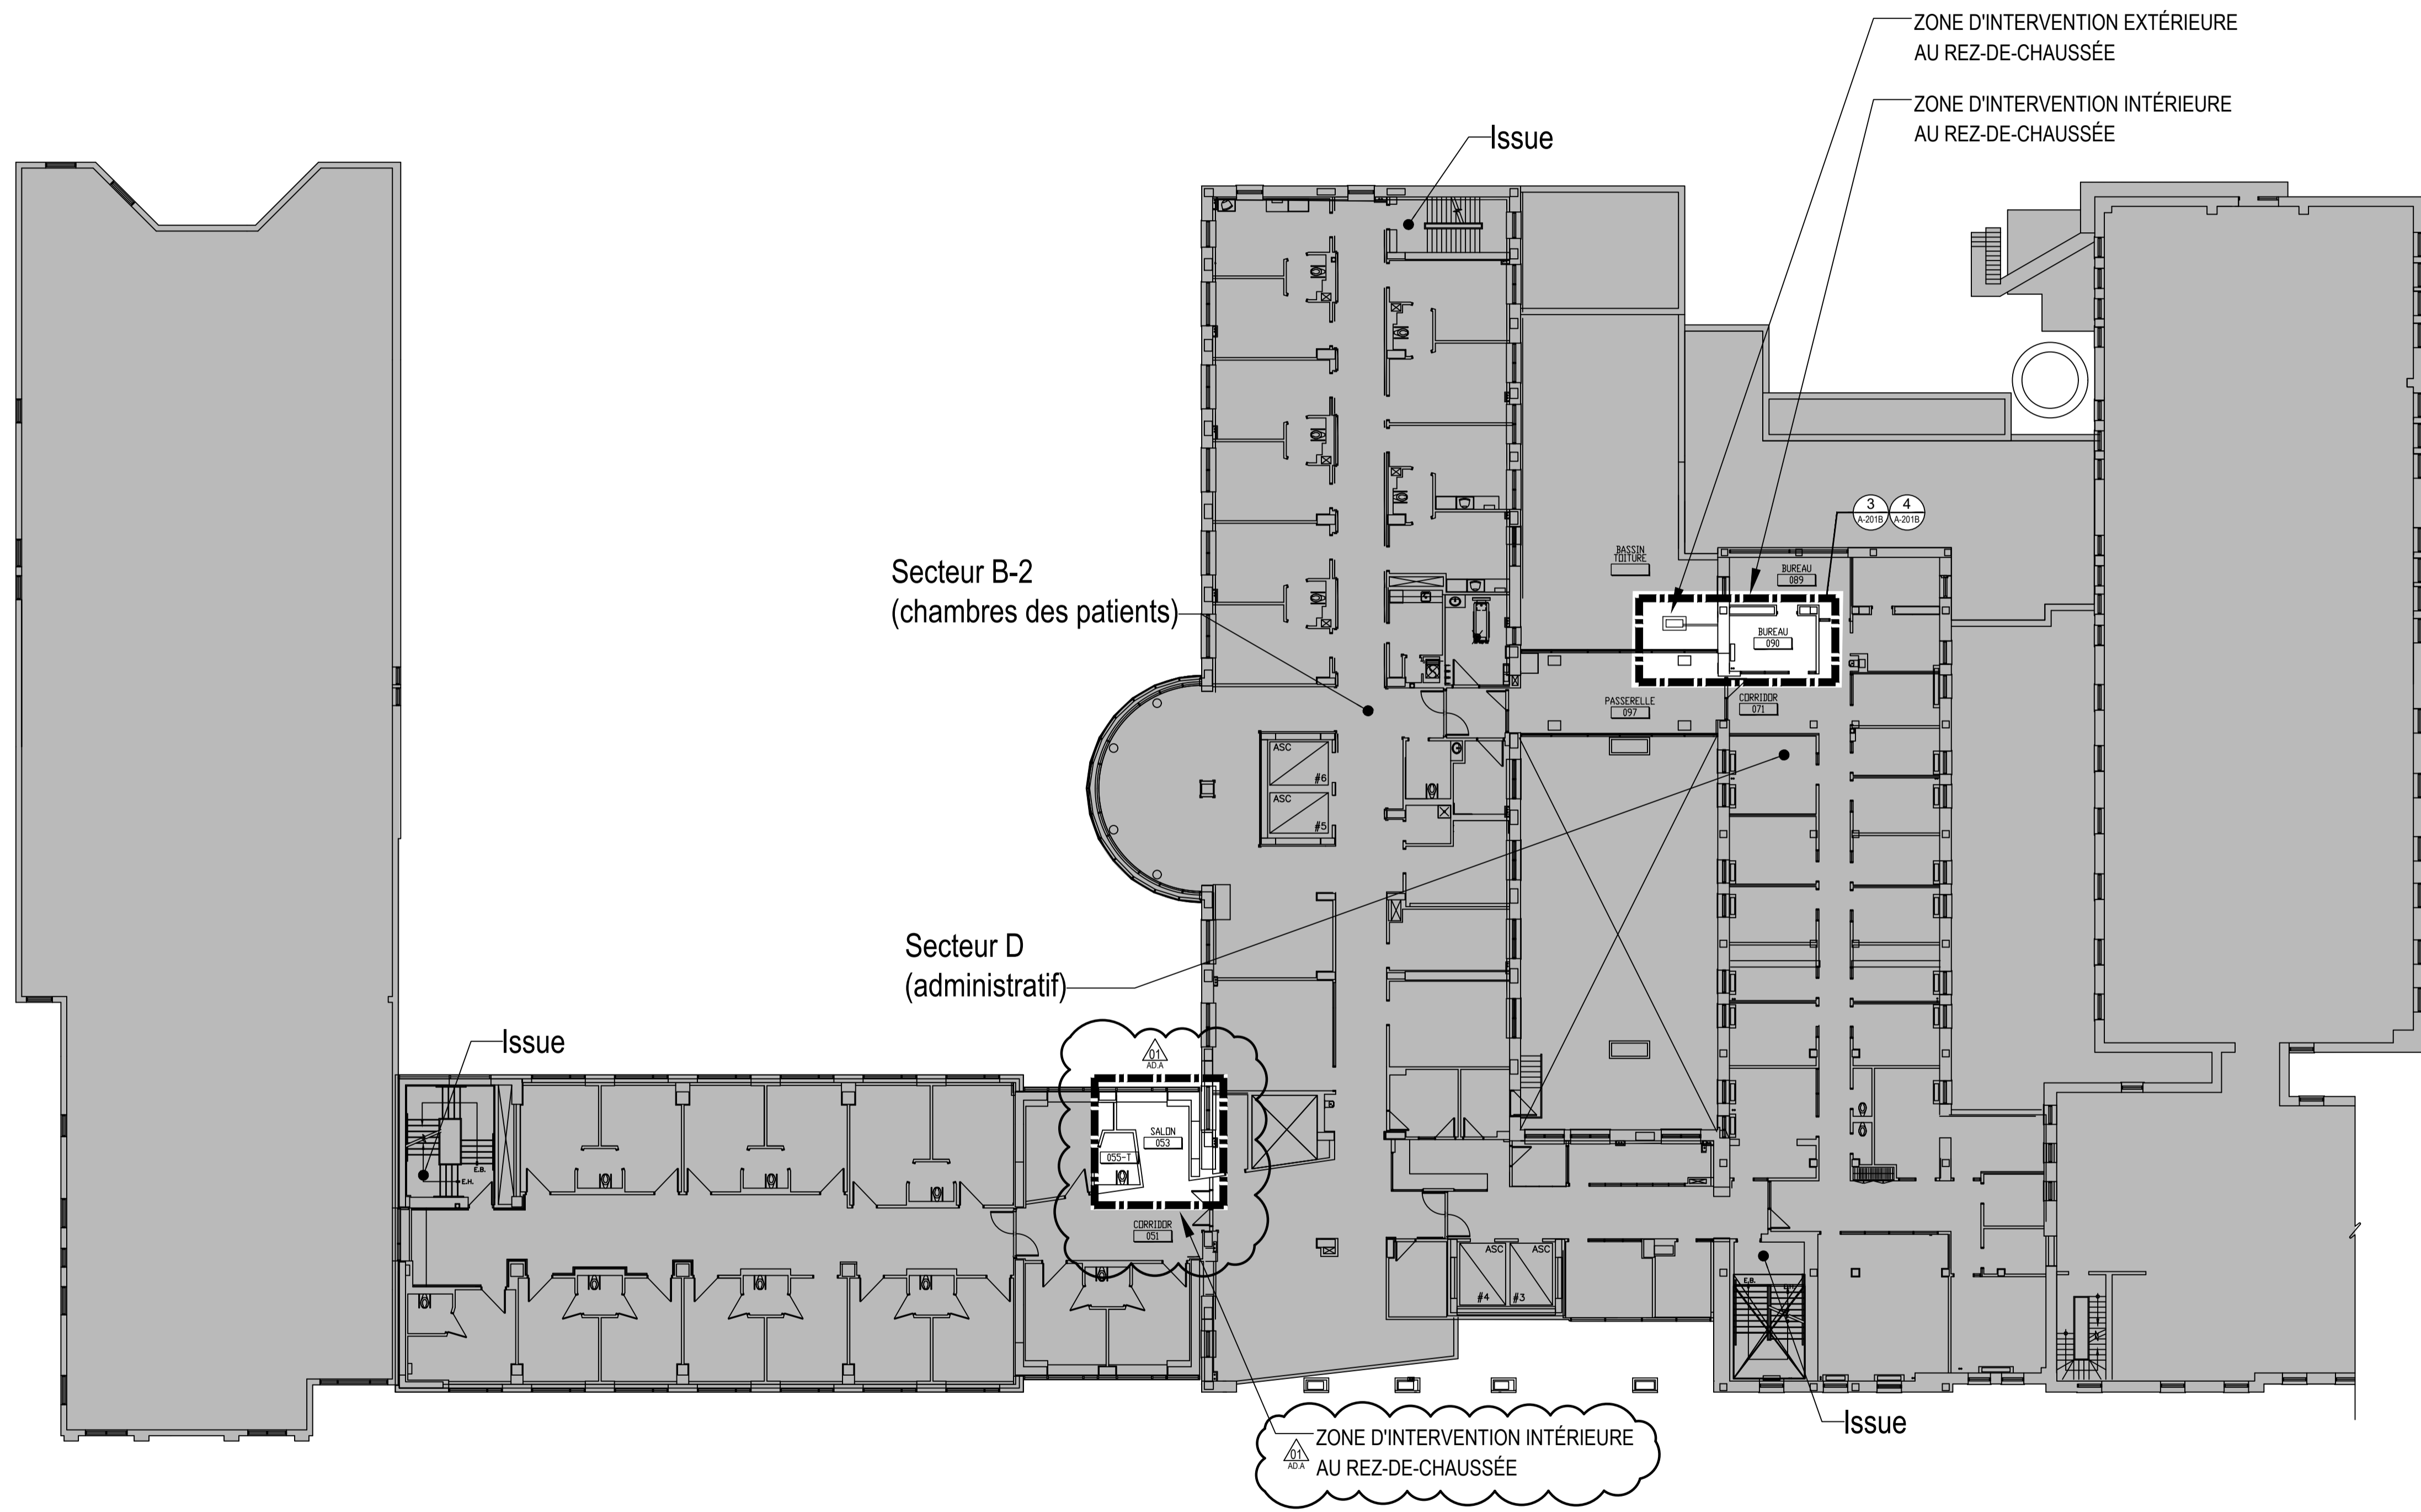 ZONE D'INTERVENTION EXTÉRIEURE
AU REZ-DE-CHAUSSÉE
ZONE D'INTERVENTION INTÉRIEURE
AU REZ-DE-CHAUSSÉE
Issue
3
A-201B
4
A-201B
BASSIN
TOITURE
BUREAU
089
Secteur B-2
(chambres des patients)
BUREAU
090
PASSERELLE
097
CORRIDOR
071
ASC
#6
ASC
#5
Secteur D
(administratif)
Issue
01
AD.A
SALON
053
055-T
E.B.
E.H.
CORRIDOR
051
ASC
#4
ASC
#3
E.B.
Issue
ZONE D'INTERVENTION INTÉRIEURE
AU REZ-DE-CHAUSSÉE
01
AD.A